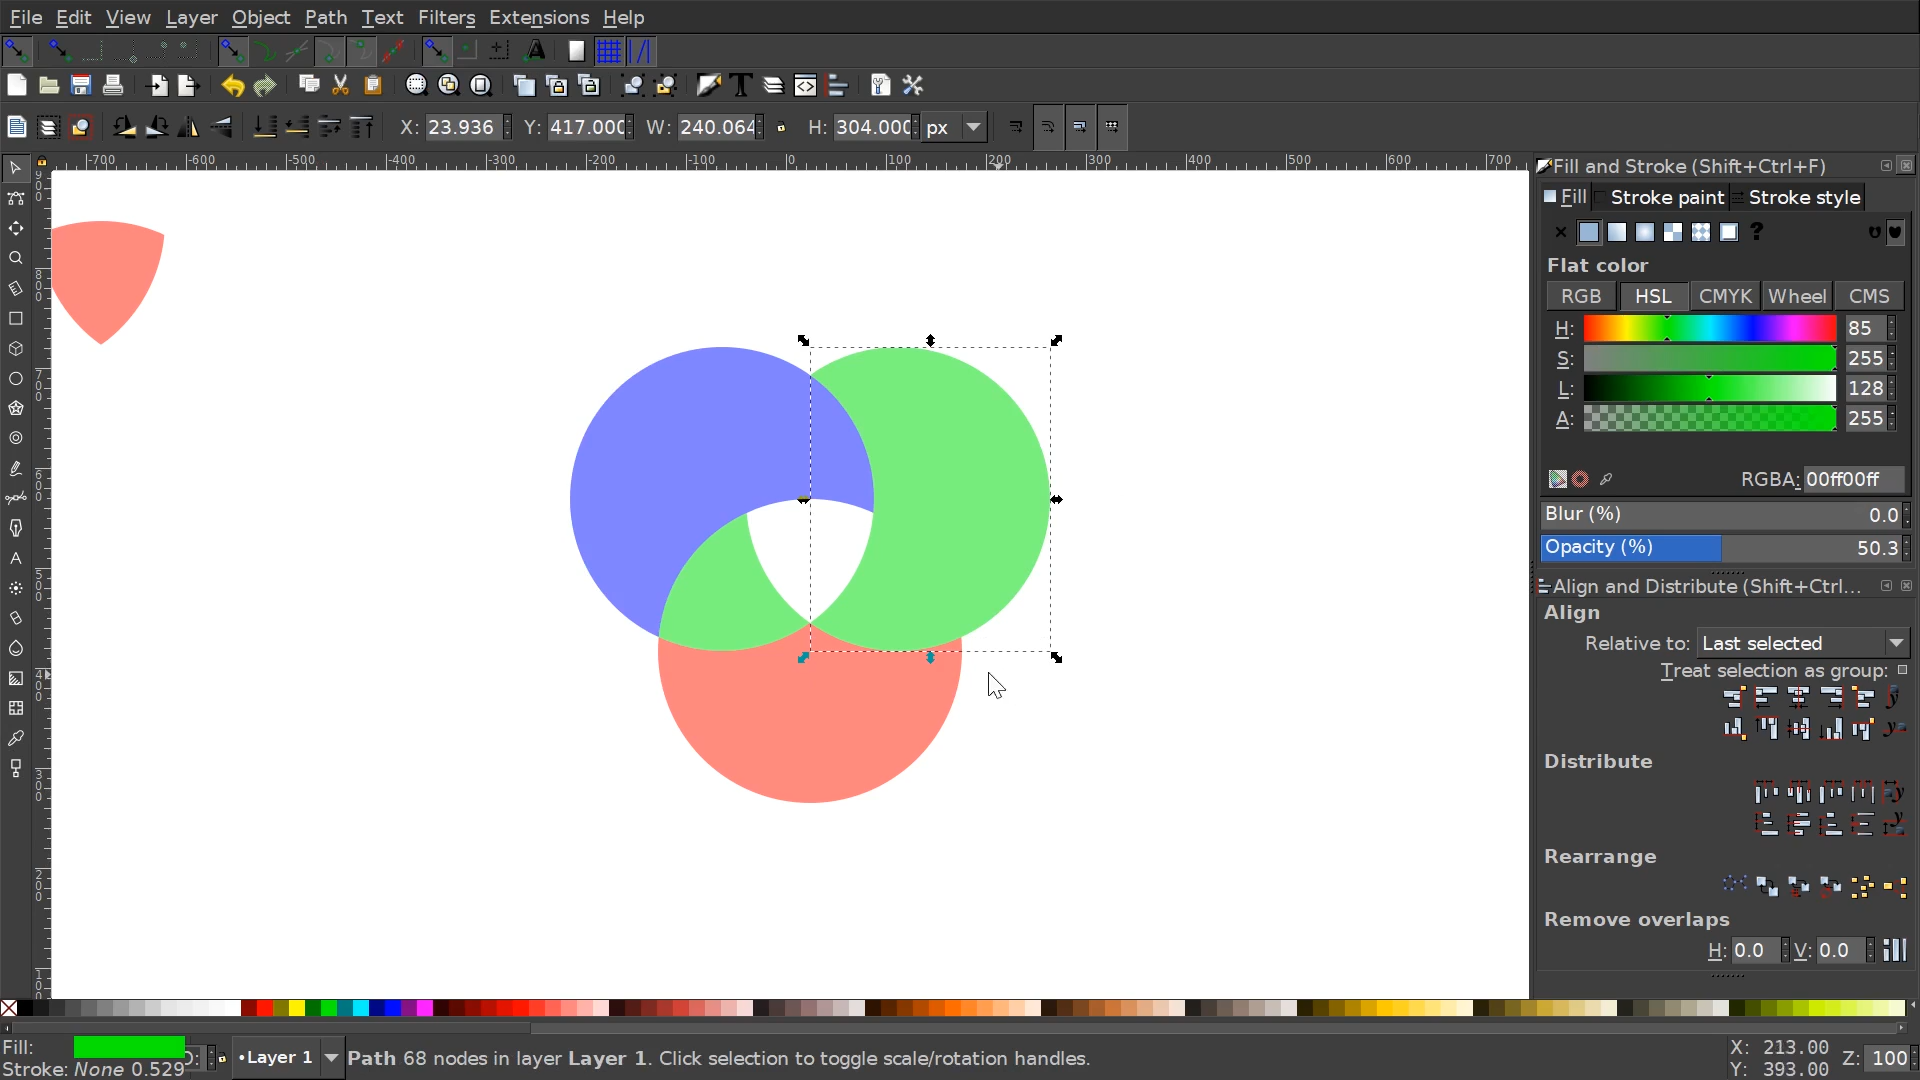 File Edit View Layer Object Path Text Filters Extensions Help
X: 23.936 Y: 417.000 W: 240.064 H: 304.000 px
-700 -600 -500 -400 -300 -200 -100 0 100 200 300 400 500 600 700
Fill and Stroke (Shift+Ctrl+F)
Fill Stroke paint Stroke style
Flat color
RGB HSL CMYK Wheel CMS
H: 85
S: 255
L: 128
A: 255
RGBA: 00ff00ff
Blur (%) 0.0
Opacity (%) 50.3
Align and Distribute (Shift+Ctrl...
Align
Relative to: Last selected
Treat selection as group:
Distribute
Rearrange
Remove overlaps
H: 0.0 V: 0.0
Fill:
Stroke: None 0.529
O:
•Layer 1
Path 68 nodes in layer Layer 1. Click selection to toggle scale/rotation handles.
X: 213.00
Y: 393.00
Z: 100